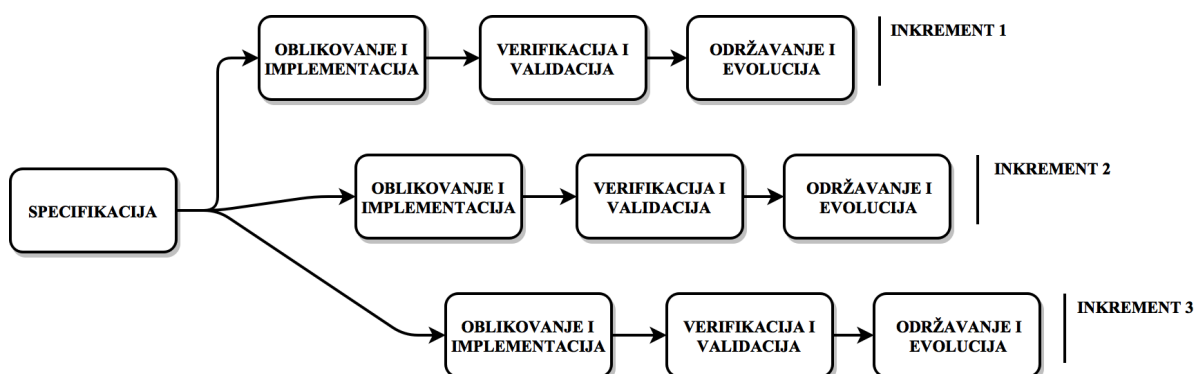 OBLIKOVANJE I
IMPLEMENTACIJA
VERIFIKACIJA I
VALIDACIJA
ODRŽAVANJE I
EVOLUCIJA
INKREMENT 1
SPECIFIKACIJA
OBLIKOVANJE I
IMPLEMENTACIJA
VERIFIKACIJA I
VALIDACIJA
ODRŽAVANJE I
EVOLUCIJA
INKREMENT 2
OBLIKOVANJE I
IMPLEMENTACIJA
VERIFIKACIJA I
VALIDACIJA
ODRŽAVANJE I
EVOLUCIJA
INKREMENT 3